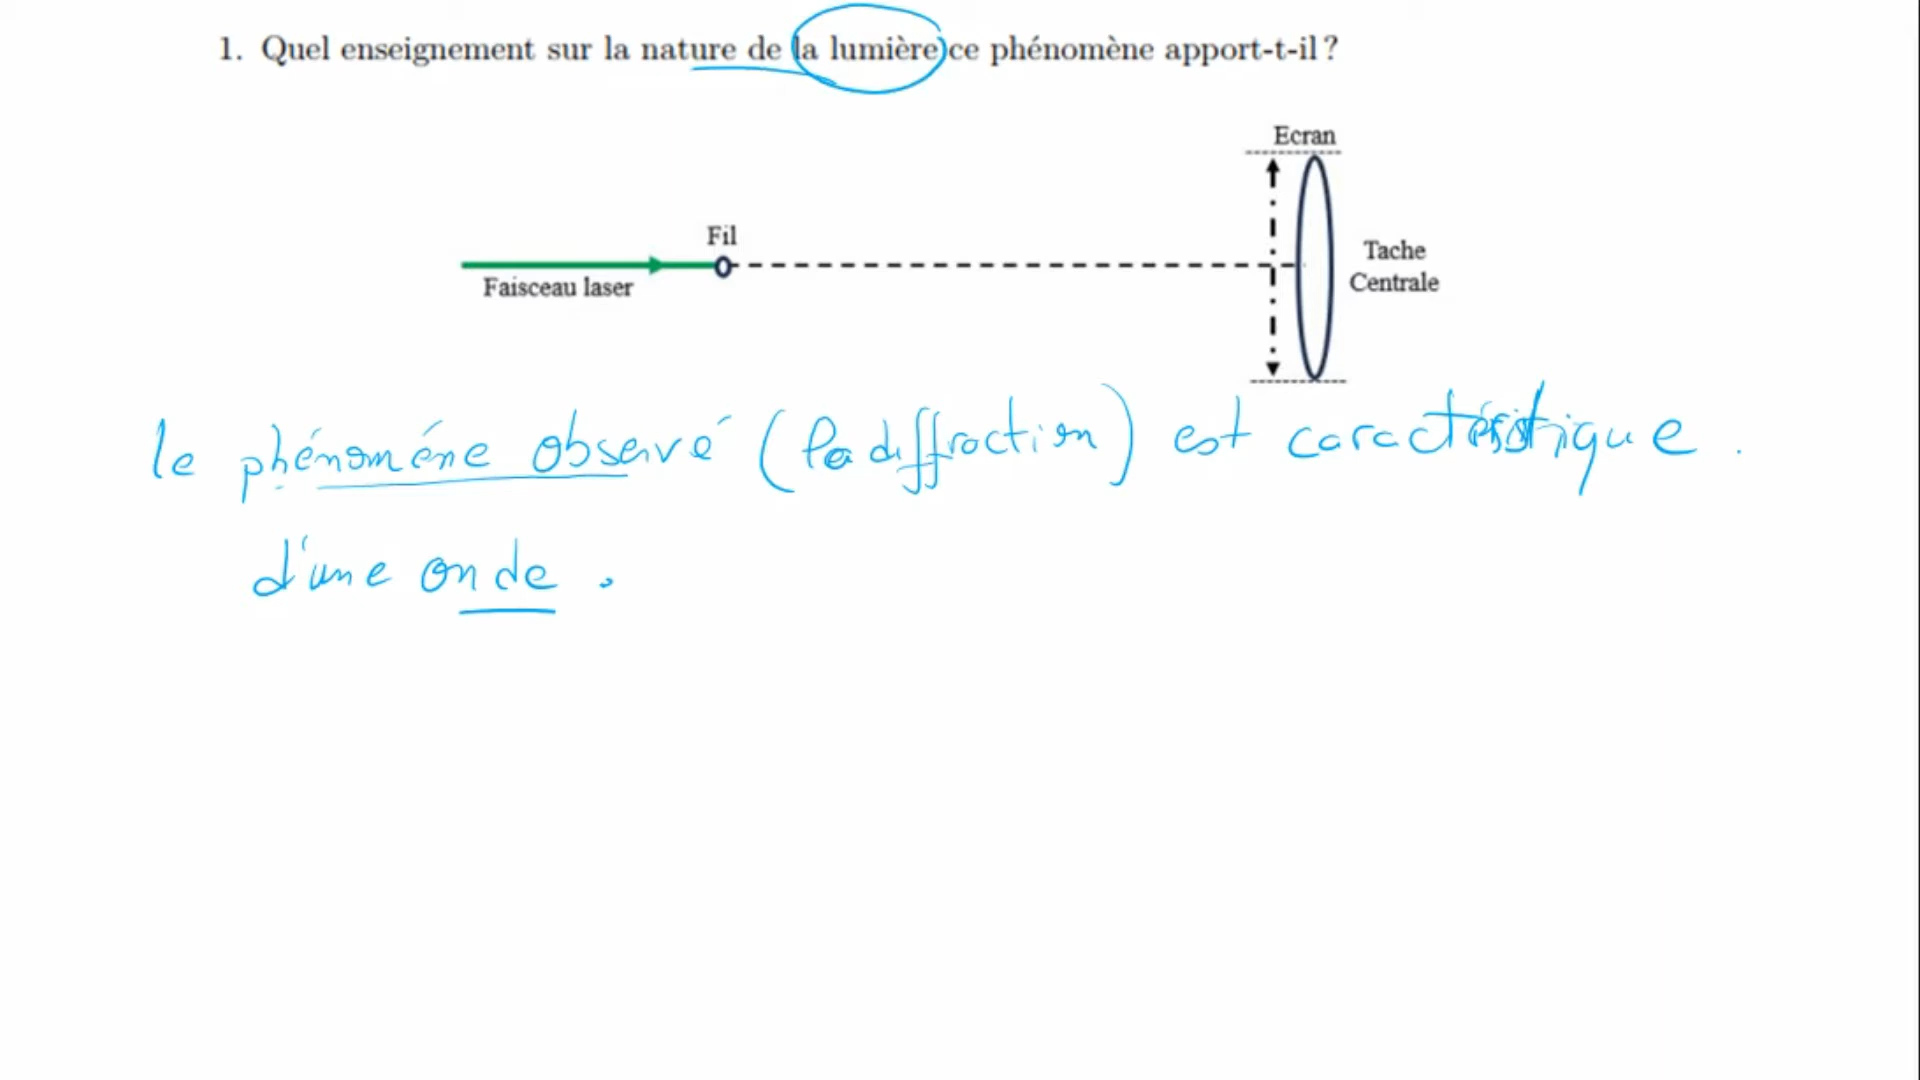 1. Quel enseignement sur la nature de la lumière ce phénomène apport-t-il ?
Ecran
Fil
Tache
Centrale
Faisceau laser
le phénoméne observé (la diffraction) est caractéristique .
d'une onde .